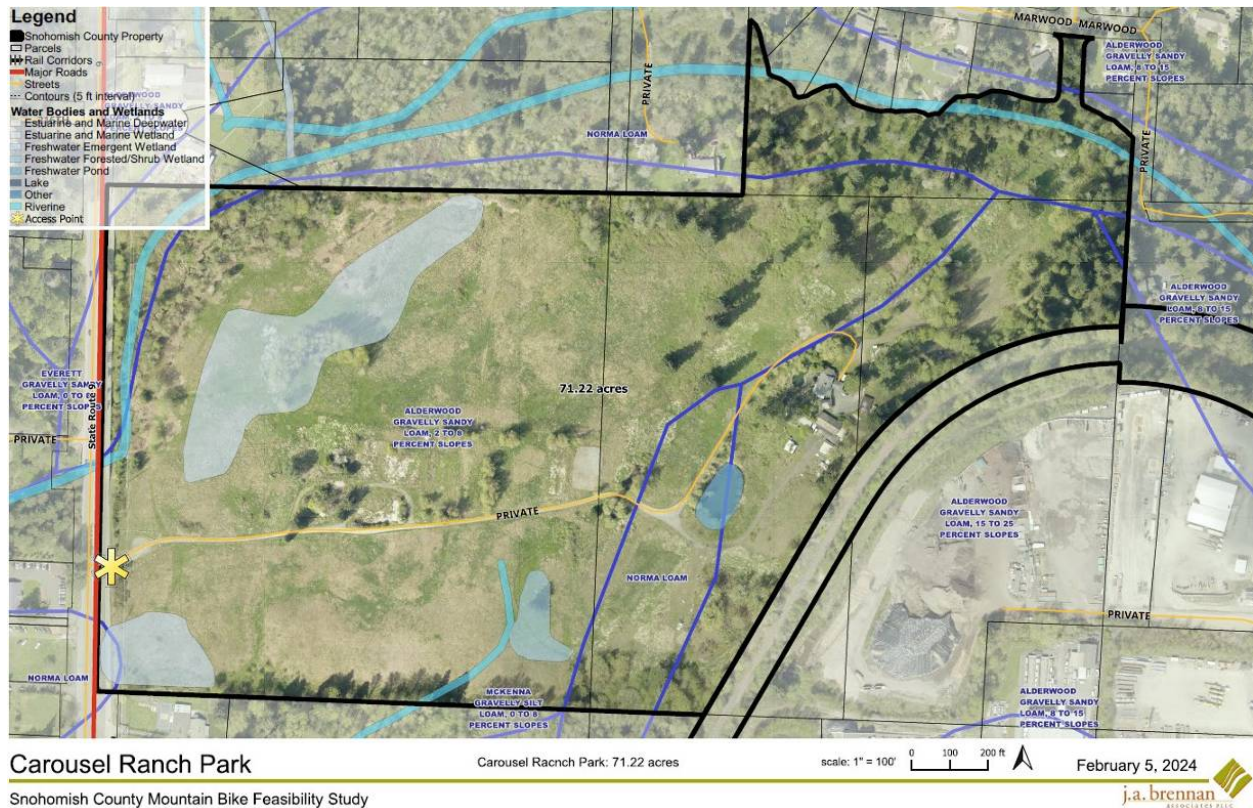 Legend
Snohomish County Property
Parcels
Rail Corridors
Major Roads
Streets
Contours (5 ft interval)
Water Bodies and Wetlands
Estuarine and Marine Deepwater
Estuarine and Marine Wetland
Freshwater Emergent Wetland
Freshwater Forested/Shrub Wetland
Freshwater Pond
Lake
Other
Riverine
Access Point
GRAVELLY SANDY
MARWOOD MARWOOD
ALDERWOOD
GRAVELLY SANDY
LOAM, 8 TO 15
PERCENT SLOPES
PRIVATE
NORMA LOAM
PRIVATE
ALDERWOOD
GRAVELLY SANDY
LOAM, 8 TO 15
PERCENT SLOPES
EVERETT
GRAVELLY SANDY
LOAM, 0 TO 8
PERCENT SLOPES
State Route 9
PRIVATE
71.22 acres
ALDERWOOD
GRAVELLY SANDY
LOAM, 2 TO 8
PERCENT SLOPES
PRIVATE
ALDERWOOD
GRAVELLY SANDY
LOAM, 15 TO 25
PERCENT SLOPES
NORMA LOAM
PRIVATE
NORMA LOAM
MCKENNA
GRAVELLY SILT
LOAM, 0 TO 8
PERCENT SLOPES
ALDERWOOD
GRAVELLY SANDY
LOAM, 8 TO 15
PERCENT SLOPES
Carousel Ranch Park
Carousel Racnch Park: 71.22 acres
scale: 1" = 100'
0 100 200 ft
February 5, 2024
Snohomish County Mountain Bike Feasibility Study
j.a. brennan
associates PLLC